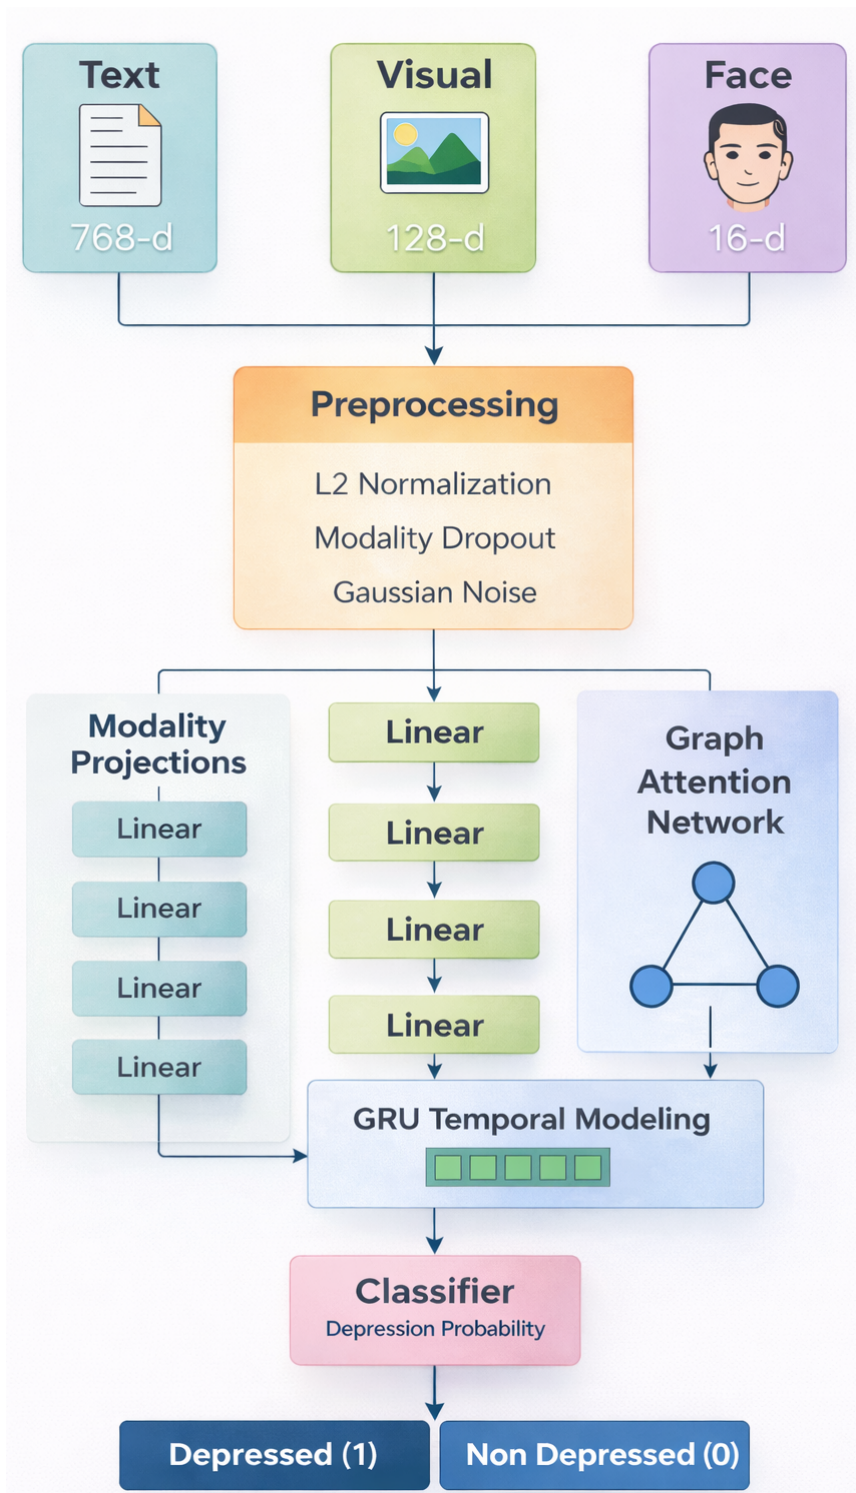 Text
768-d
Visual
128-d
Face
16-d
Preprocessing
L2 Normalization
Modality Dropout
Gaussian Noise
Modality
Projections
Linear
Linear
Linear
Linear
Linear
Linear
Linear
Linear
Graph
Attention
Network
GRU Temporal Modeling
Classifier
Depression Probability
Depressed (1)
Non Depressed (0)